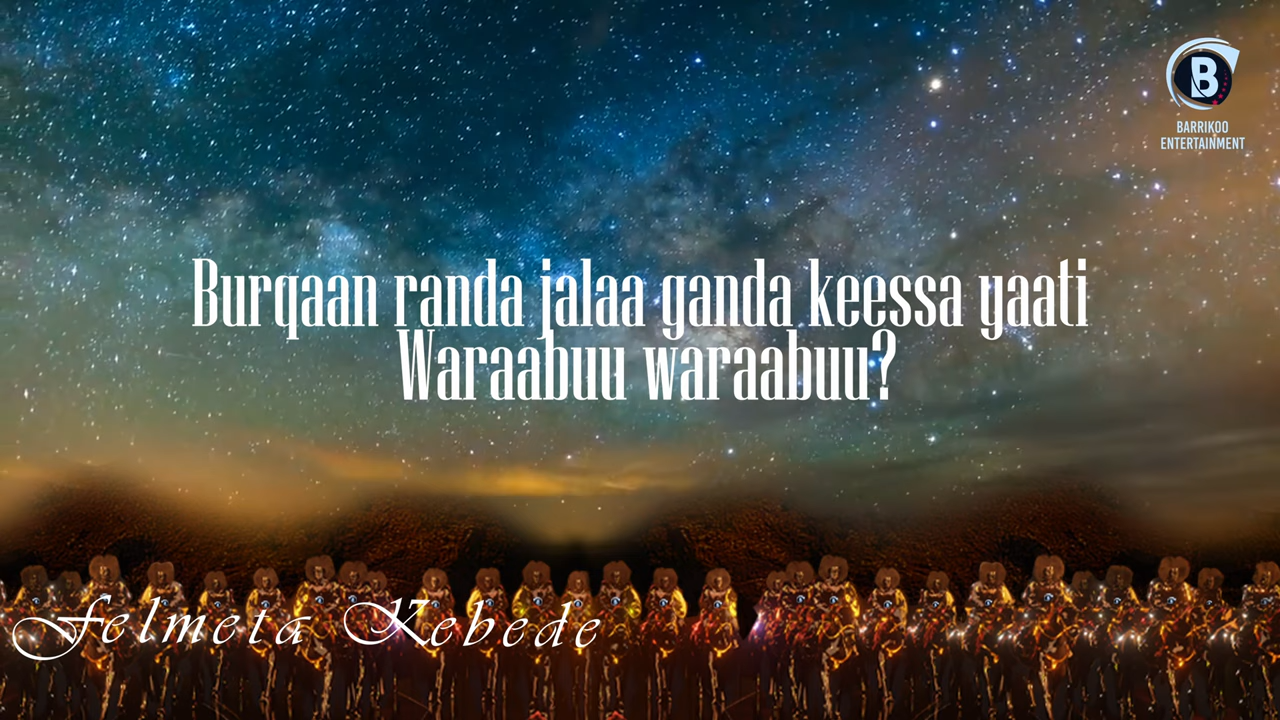 B
BARRIKOO
ENTERTAINMENT
Burqaan randa jalaa ganda keessa yaati
Waraabuu waraabuu?
Felmeta Kebede